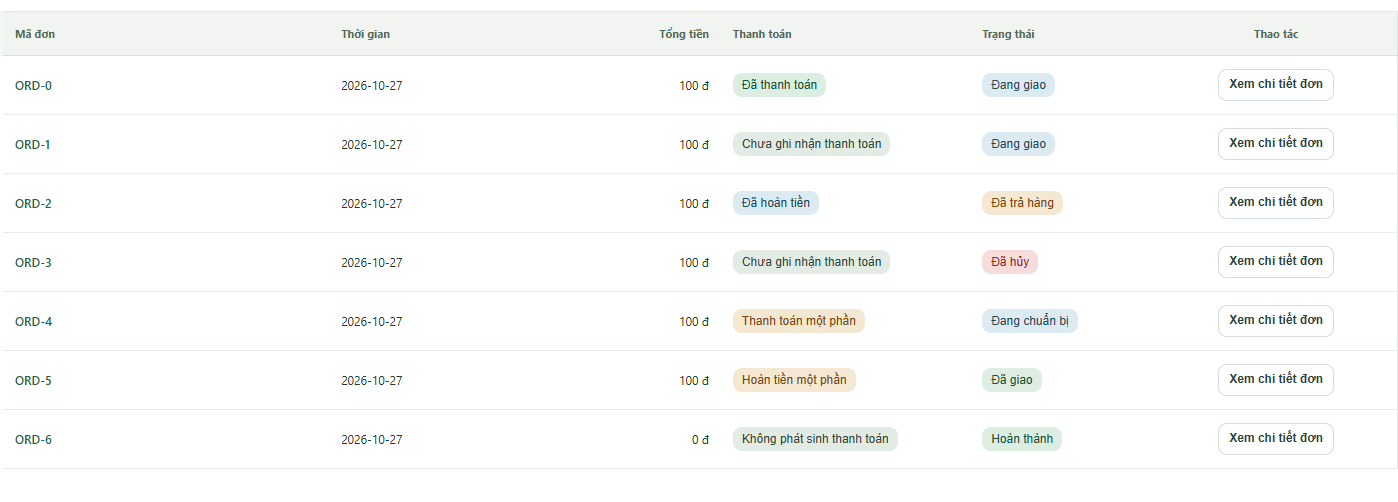 Mã đơn Thời gian Tổng tiền Thanh toán Trạng thái Thao tác
ORD-0 2026-10-27 100 đ Đã thanh toán Đang giao Xem chi tiết đơn
ORD-1 2026-10-27 100 đ Chưa ghi nhận thanh toán Đang giao Xem chi tiết đơn
ORD-2 2026-10-27 100 đ Đã hoàn tiền Đã trả hàng Xem chi tiết đơn
ORD-3 2026-10-27 100 đ Chưa ghi nhận thanh toán Đã hủy Xem chi tiết đơn
ORD-4 2026-10-27 100 đ Thanh toán một phần Đang chuẩn bị Xem chi tiết đơn
ORD-5 2026-10-27 100 đ Hoàn tiền một phần Đã giao Xem chi tiết đơn
ORD-6 2026-10-27 0 đ Không phát sinh thanh toán Hoàn thành Xem chi tiết đơn